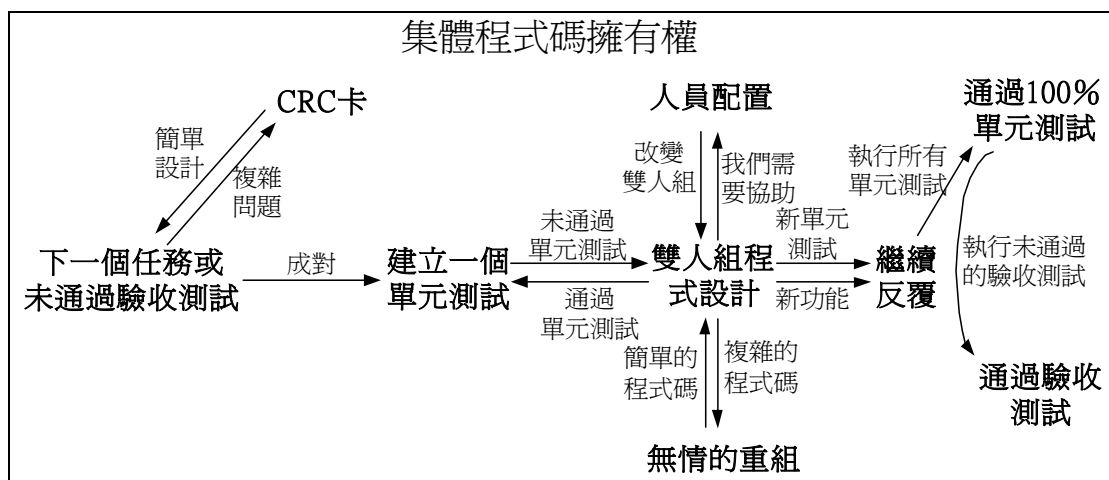 集體程式碼擁有權
CRC卡
簡單
設計
複雜
問題
下一個任務或
未通過驗收測試
成對
建立一個
單元測試
未通過
單元測試
通過
單元測試
人員配置
改變
雙人組
我們需
要協助
雙人組程
式設計
簡單的
程式碼
複雜的
程式碼
無情的重組
新單元
測試
新功能
繼續
反覆
執行所有
單元測試
通過100%
單元測試
執行未通過
的驗收測試
通過驗收
測試